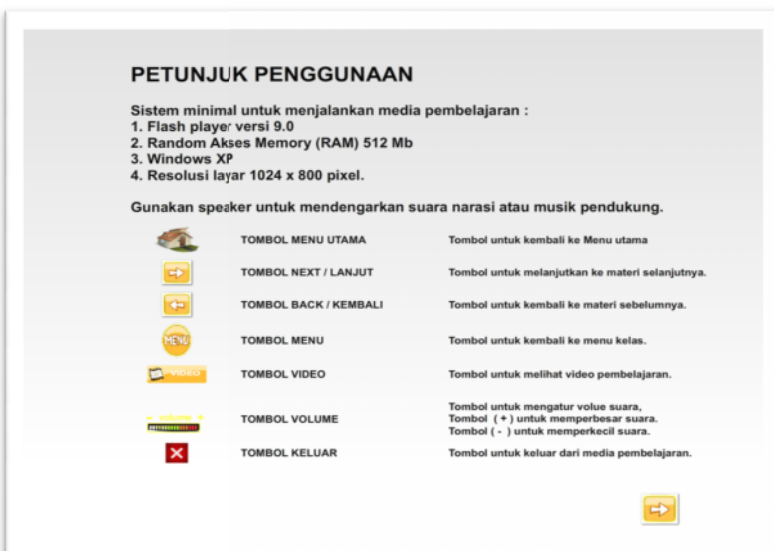 PETUNJUK PENGGUNAAN
Sistem minimal untuk menjalankan media pembelajaran :
1. Flash player versi 9.0
2. Random Akses Memory (RAM) 512 Mb
3. Windows XP
4. Resolusi layar 1024 x 800 pixel.
Gunakan speaker untuk mendengarkan suara narasi atau musik pendukung.
TOMBOL MENU UTAMA Tombol untuk kembali ke Menu utama
TOMBOL NEXT / LANJUT Tombol untuk melanjutkan ke materi selanjutnya.
TOMBOL BACK / KEMBALI Tombol untuk kembali ke materi sebelumnya.
MENU TOMBOL MENU Tombol untuk kembali ke menu kelas.
VIDEO TOMBOL VIDEO Tombol untuk melihat video pembelajaran.
- volume + TOMBOL VOLUME Tombol untuk mengatur volue suara,
Tombol ( + ) untuk memperbesar suara.
Tombol ( - ) untuk memperkecil suara.
TOMBOL KELUAR Tombol untuk keluar dari media pembelajaran.